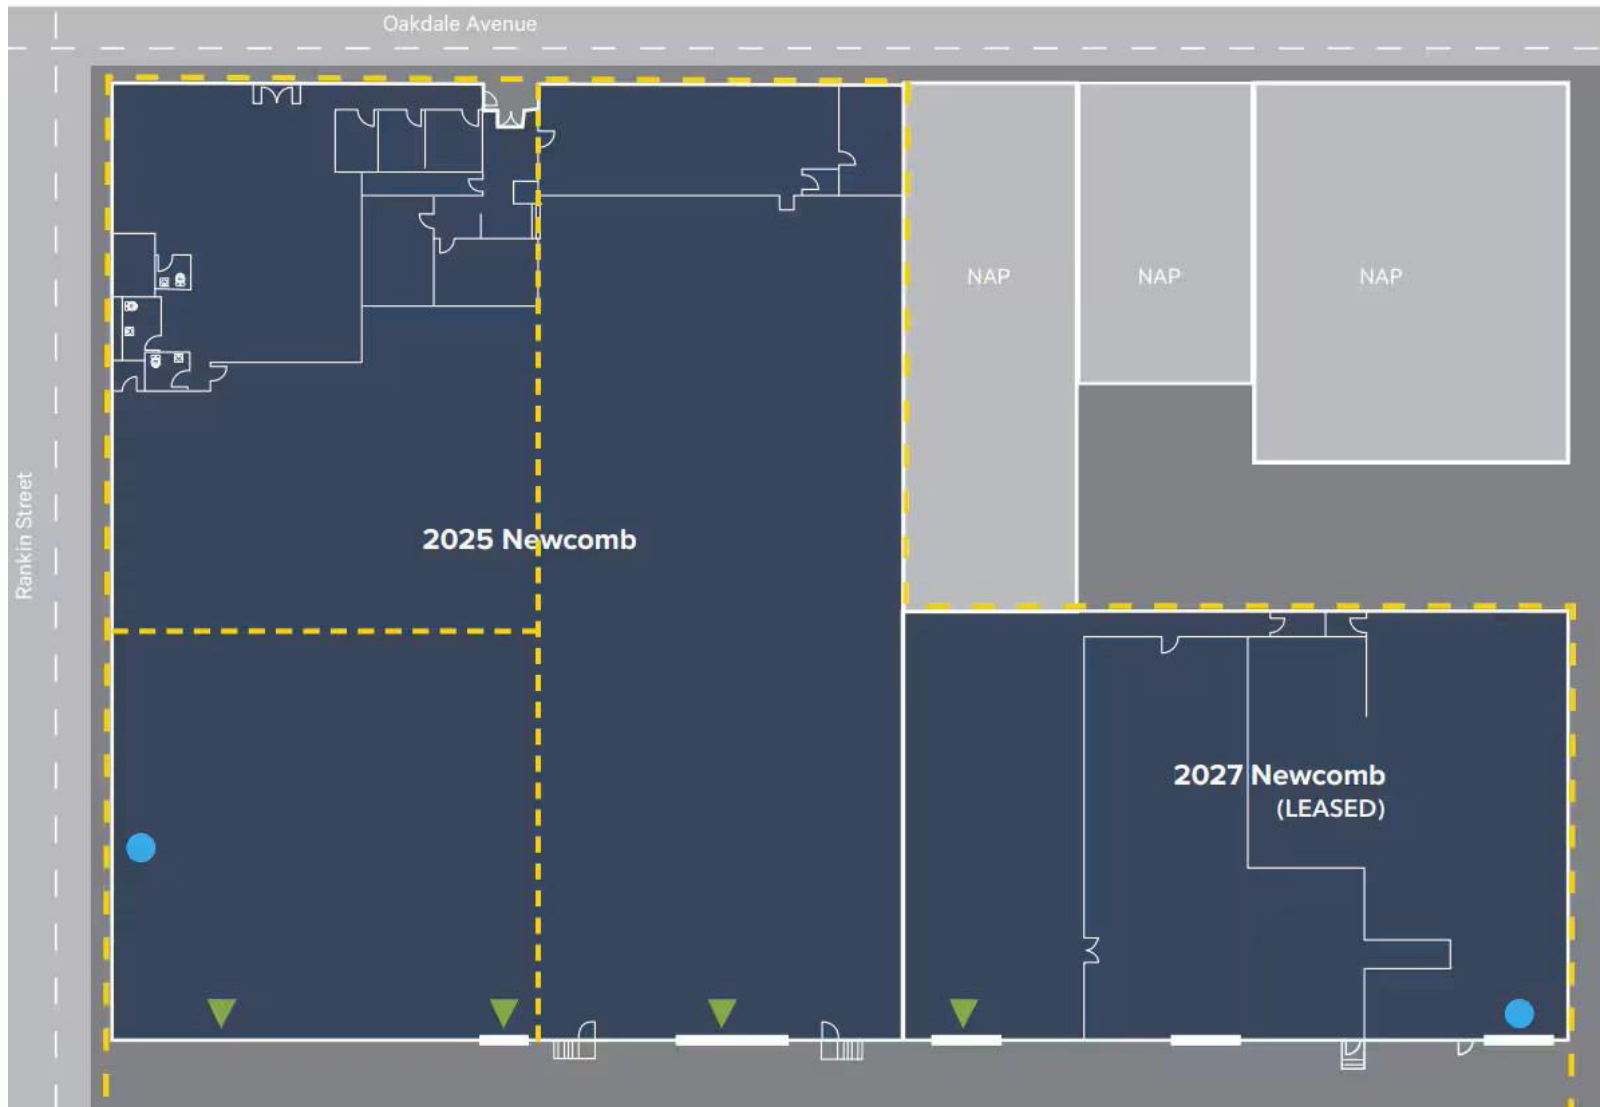 Oakdale Avenue
NAP
NAP
NAP
Rankin Street
2025 Newcomb
2027 Newcomb
(LEASED)